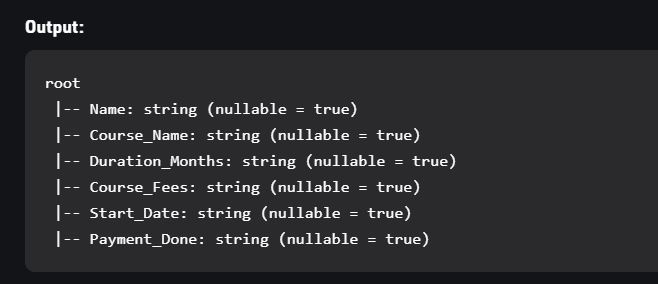 Output:
root
 |-- Name: string (nullable = true)
 |-- Course_Name: string (nullable = true)
 |-- Duration_Months: string (nullable = true)
 |-- Course_Fees: string (nullable = true)
 |-- Start_Date: string (nullable = true)
 |-- Payment_Done: string (nullable = true)